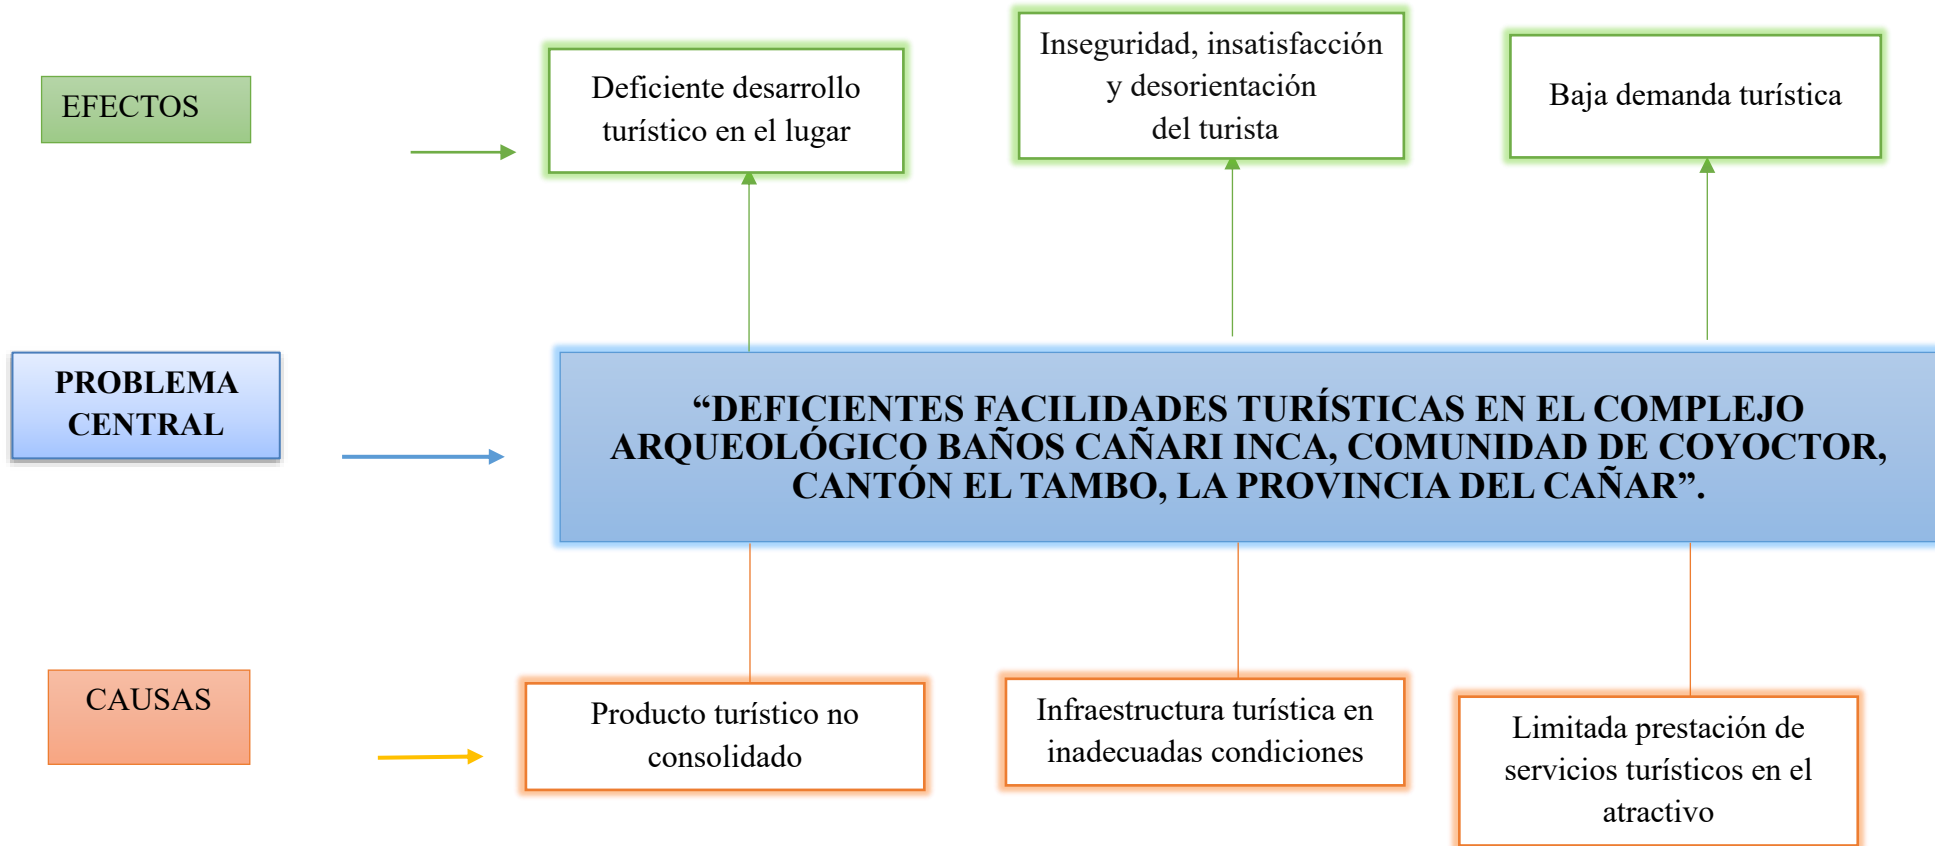 EFECTOS
Deficiente desarrollo
turístico en el lugar
Inseguridad, insatisfacción
y desorientación
del turista
Baja demanda turística
PROBLEMA
CENTRAL
“DEFICIENTES FACILIDADES TURÍSTICAS EN EL COMPLEJO
ARQUEOLÓGICO BAÑOS CAÑARI INCA, COMUNIDAD DE COYOCTOR,
CANTÓN EL TAMBO, LA PROVINCIA DEL CAÑAR”.
CAUSAS
Producto turístico no
consolidado
Infraestructura turística en
inadecuadas condiciones
Limitada prestación de
servicios turísticos en el
atractivo